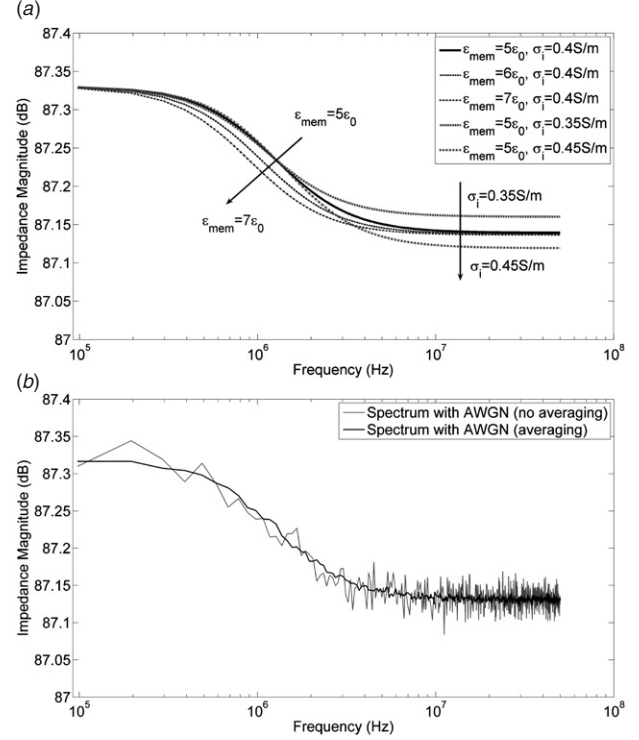 (a)
87.4
87.35
87.3
87.25
87.2
87.15
87.1
87.05
87
Impedance Magnitude (dB)
10^5
10^6
10^7
10^8
Frequency (Hz)
ε_mem=5ε_0, σ_i=0.4S/m
ε_mem=6ε_0, σ_i=0.4S/m
ε_mem=7ε_0, σ_i=0.4S/m
ε_mem=5ε_0, σ_i=0.35S/m
ε_mem=5ε_0, σ_i=0.45S/m
ε_mem=5ε_0
ε_mem=7ε_0
σ_i=0.35S/m
σ_i=0.45S/m
(b)
87.4
87.35
87.3
87.25
87.2
87.15
87.1
87.05
87
Impedance Magnitude (dB)
10^5
10^6
10^7
10^8
Frequency (Hz)
Spectrum with AWGN (no averaging)
Spectrum with AWGN (averaging)